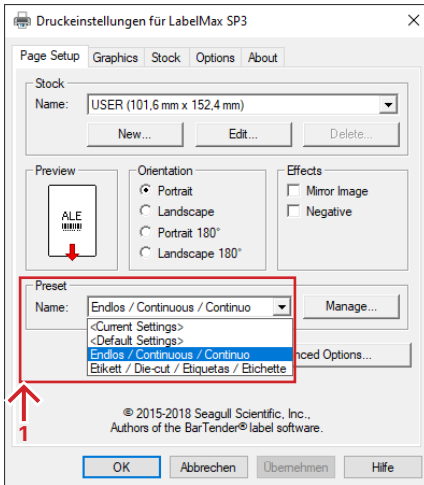 Druckeinstellungen für LabelMax SP3
Page Setup Graphics Stock Options About
Stock
Name: USER (101,6 mm x 152,4 mm)
New... Edit... Delete...
Preview
ALE
Orientation
Portrait
Landscape
Portrait 180°
Landscape 180°
Effects
Mirror Image
Negative
Preset
Name: Endlos / Continuous / Continuo Manage...
<Current Settings>
<Default Settings>
Endlos / Continuous / Continuo
Etikett / Die-cut / Etiquetas / Etichette
nced Options...
1
© 2015-2018 Seagull Scientific, Inc.,
Authors of the BarTender® label software.
OK Abbrechen Übernehmen Hilfe